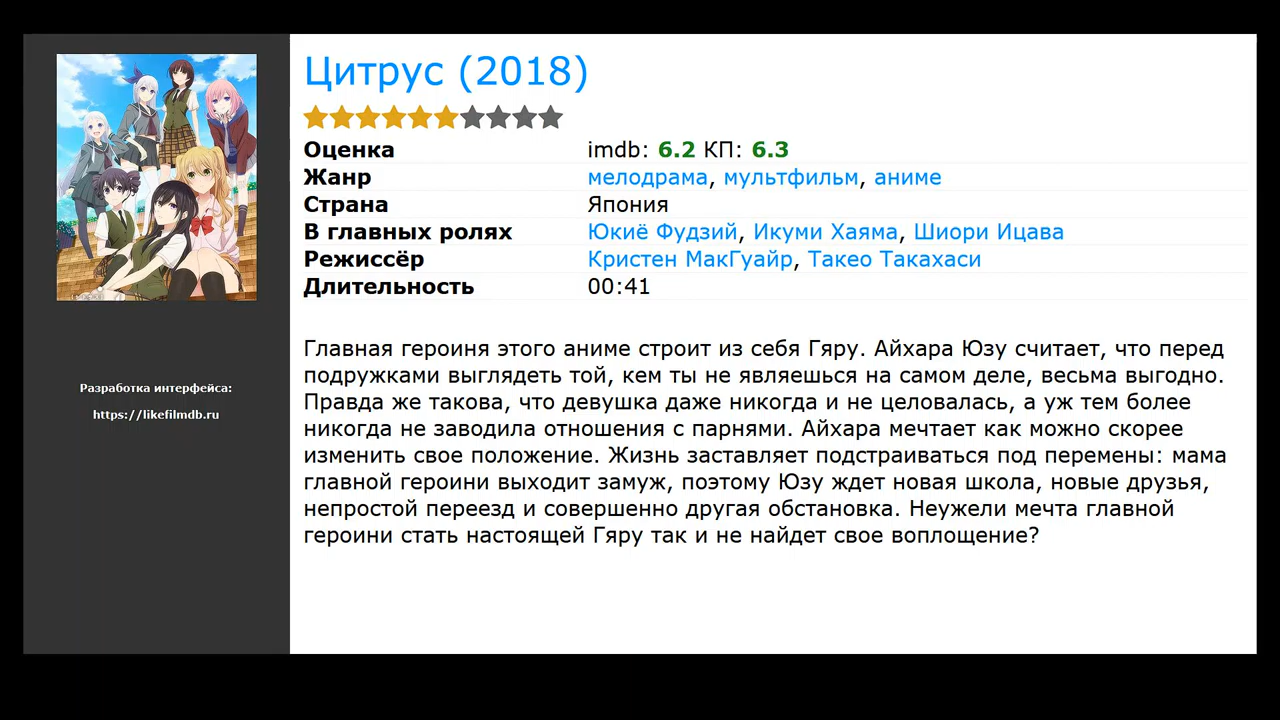 Цитрус (2018)
Оценка imdb: 6.2 КП: 6.3
Жанр мелодрама, мультфильм, аниме
Страна Япония
В главных ролях Юкиё Фудзий, Икуми Хаяма, Шиори Ицава
Режиссёр Кристен МакГуайр, Такео Такахаси
Длительность 00:41
Главная героиня этого аниме строит из себя Гяру. Айхара Юзу считает, что перед
подружками выглядеть той, кем ты не являешься на самом деле, весьма выгодно.
Правда же такова, что девушка даже никогда и не целовалась, а уж тем более
никогда не заводила отношения с парнями. Айхара мечтает как можно скорее
изменить свое положение. Жизнь заставляет подстраиваться под перемены: мама
главной героини выходит замуж, поэтому Юзу ждет новая школа, новые друзья,
непростой переезд и совершенно другая обстановка. Неужели мечта главной
героини стать настоящей Гяру так и не найдет свое воплощение?
Разработка интерфейса:
https://likefilmdb.ru